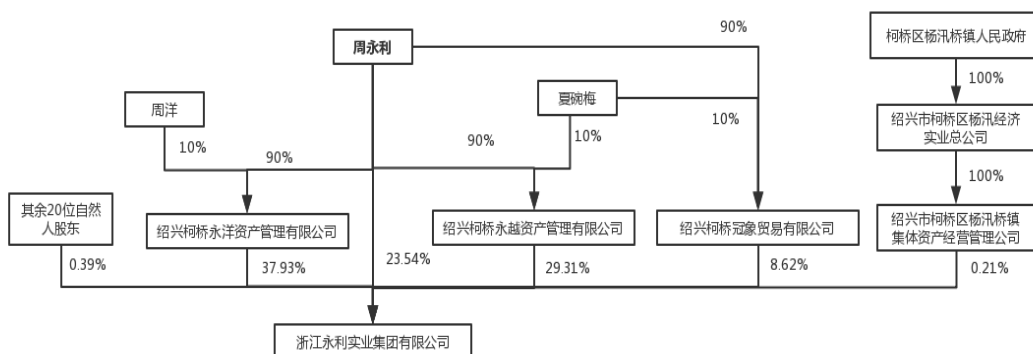 周永利
90%
柯桥区杨汛桥镇人民政府
100%
周洋
夏碗梅
10%
90%
90%
10%
10%
绍兴市柯桥区杨汛经济
实业总公司
100%
其余20位自然
人股东
绍兴柯桥永洋资产管理有限公司
绍兴柯桥永越资产管理有限公司
绍兴柯桥冠象贸易有限公司
绍兴市柯桥区杨汛桥镇
集体资产经营管理公司
0.39%
37.93%
23.54%
29.31%
8.62%
0.21%
浙江永利实业集团有限公司